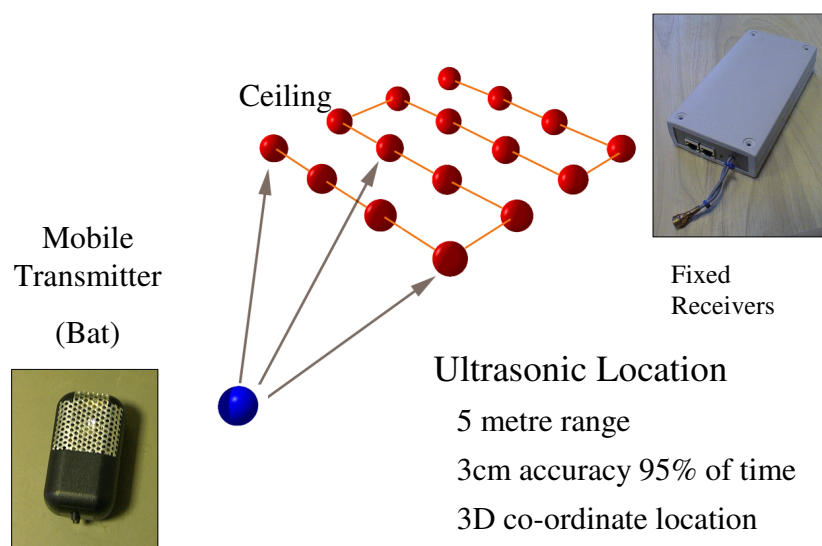 Ceiling
Mobile
Transmitter
(Bat)
Fixed
Receivers
Ultrasonic Location
5 metre range
3cm accuracy 95% of time
3D co-ordinate location